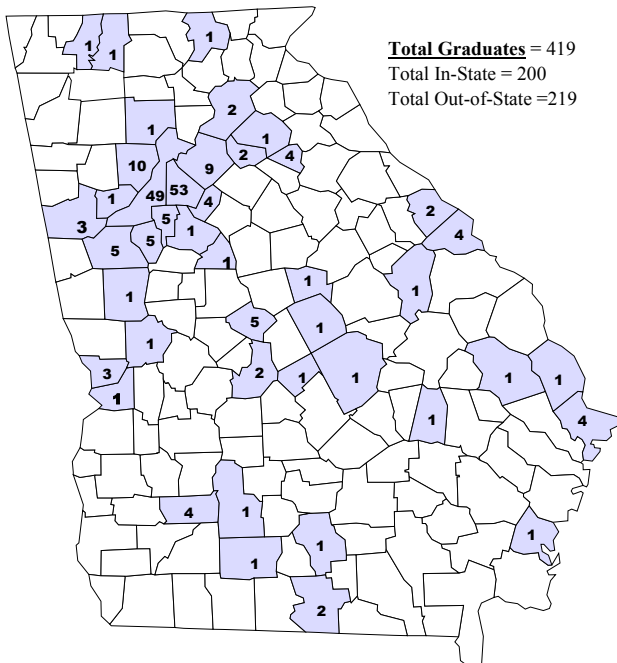 Total Graduates = 419
Total In-State = 200
Total Out-of-State =219
1 1 1
2
1 1
10 9 2 4
1 49 53 4
3 5 1 2
5 5 4
1
1 1 1
5 1
1
3 2 1 1 1 1
1 1 4
4 1
1 1
1
2